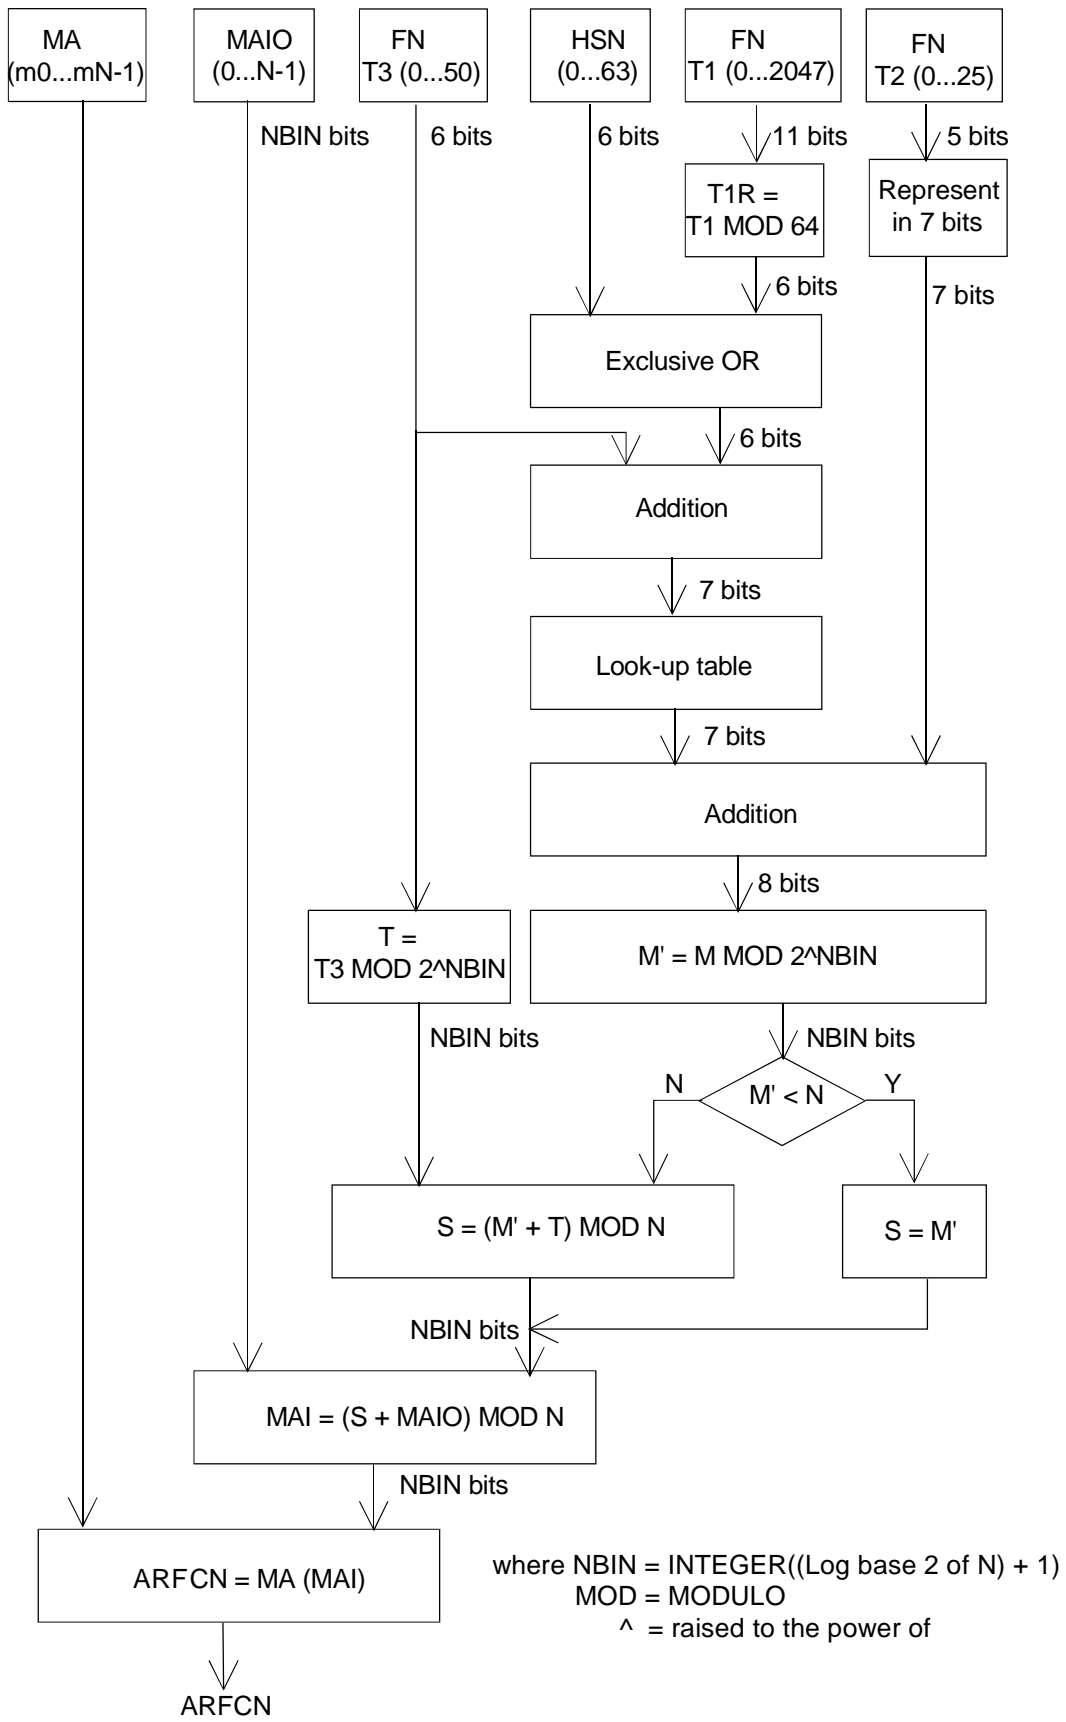 MA
(m0...mN-1)
MAIO
(0...N-1)
FN
T3 (0...50)
HSN
(0...63)
FN
T1 (0...2047)
FN
T2 (0...25)
NBIN bits
6 bits
6 bits
11 bits
5 bits
T1R =
T1 MOD 64
Represent
in 7 bits
6 bits
7 bits
Exclusive OR
6 bits
Addition
7 bits
Look-up table
7 bits
Addition
8 bits
T =
T3 MOD 2^NBIN
M' = M MOD 2^NBIN
NBIN bits
NBIN bits
N
M' < N
Y
S = (M' + T) MOD N
S = M'
NBIN bits
MAI = (S + MAIO) MOD N
NBIN bits
ARFCN = MA (MAI)
where NBIN = INTEGER((Log base 2 of N) + 1)
MOD = MODULO
^ = raised to the power of
ARFCN